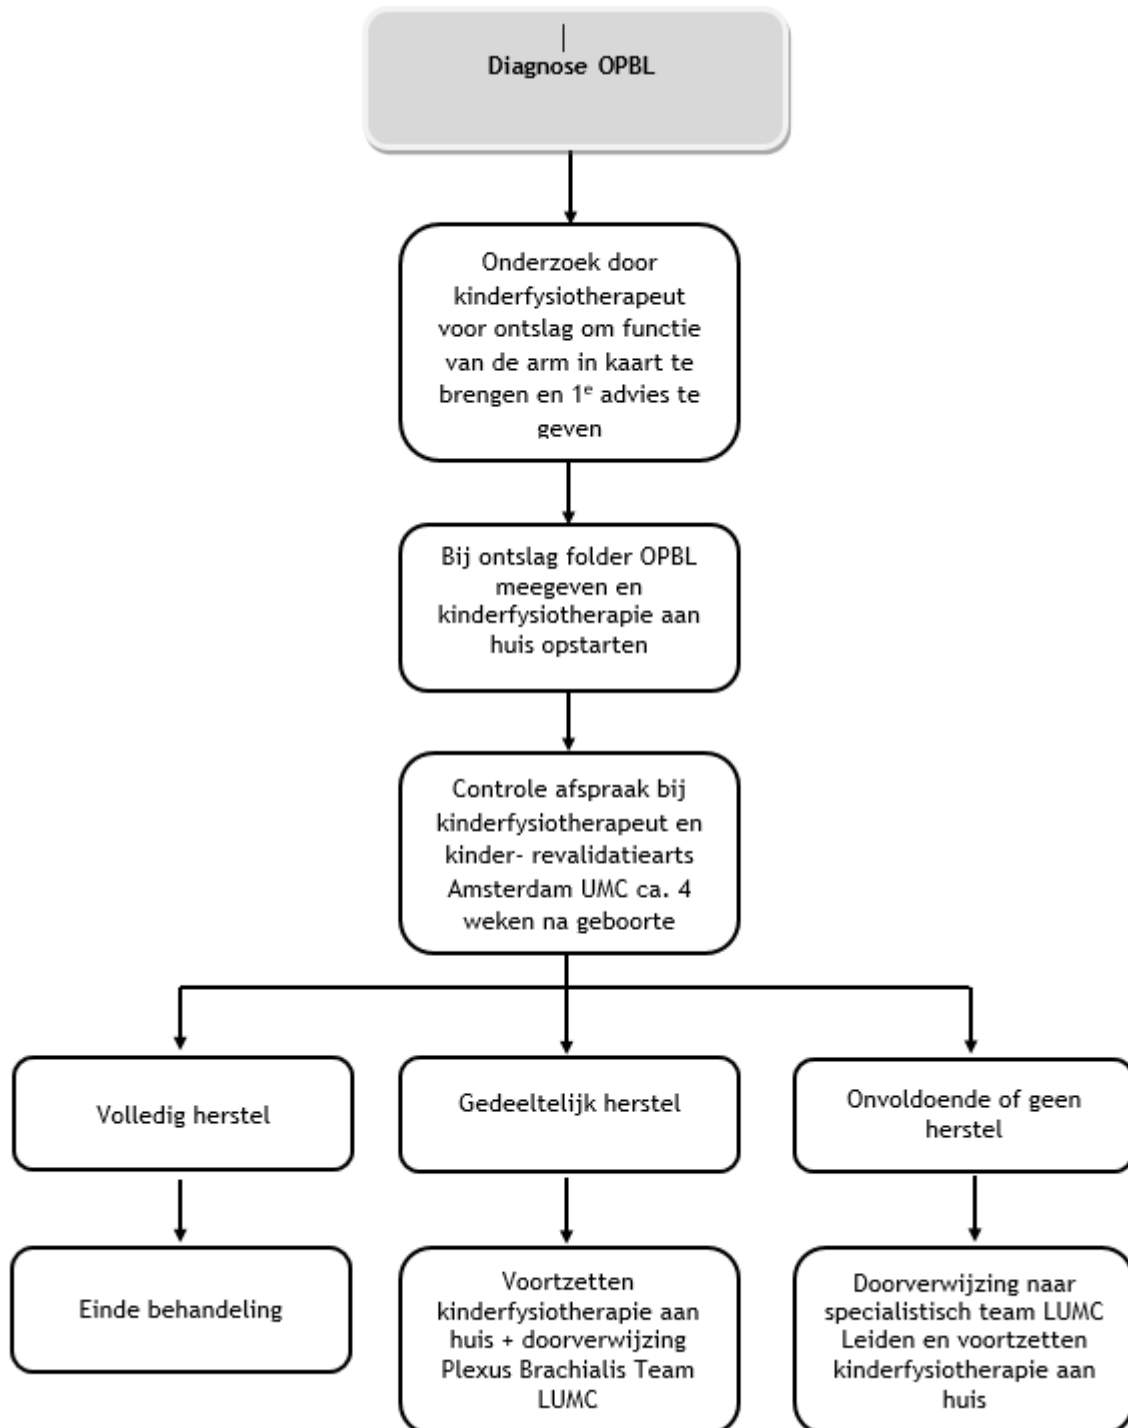 Diagnose OPBL
Onderzoek door
kinderfysiotherapeut
voor ontslag om functie
van de arm in kaart te
brengen en 1ᵉ advies te
geven
Bij ontslag folder OPBL
meegeven en
kinderfysiotherapie aan
huis opstarten
Controle afspraak bij
kinderfysiotherapeut en
kinder- revalidatiearts
Amsterdam UMC ca. 4
weken na geboorte
Volledig herstel
Gedeeltelijk herstel
Onvoldoende of geen
herstel
Einde behandeling
Voortzetten
kinderfysiotherapie aan
huis + doorverwijzing
Plexus Brachialis Team
LUMC
Doorverwijzing naar
specialistisch team LUMC
Leiden en voortzetten
kinderfysiotherapie aan
huis